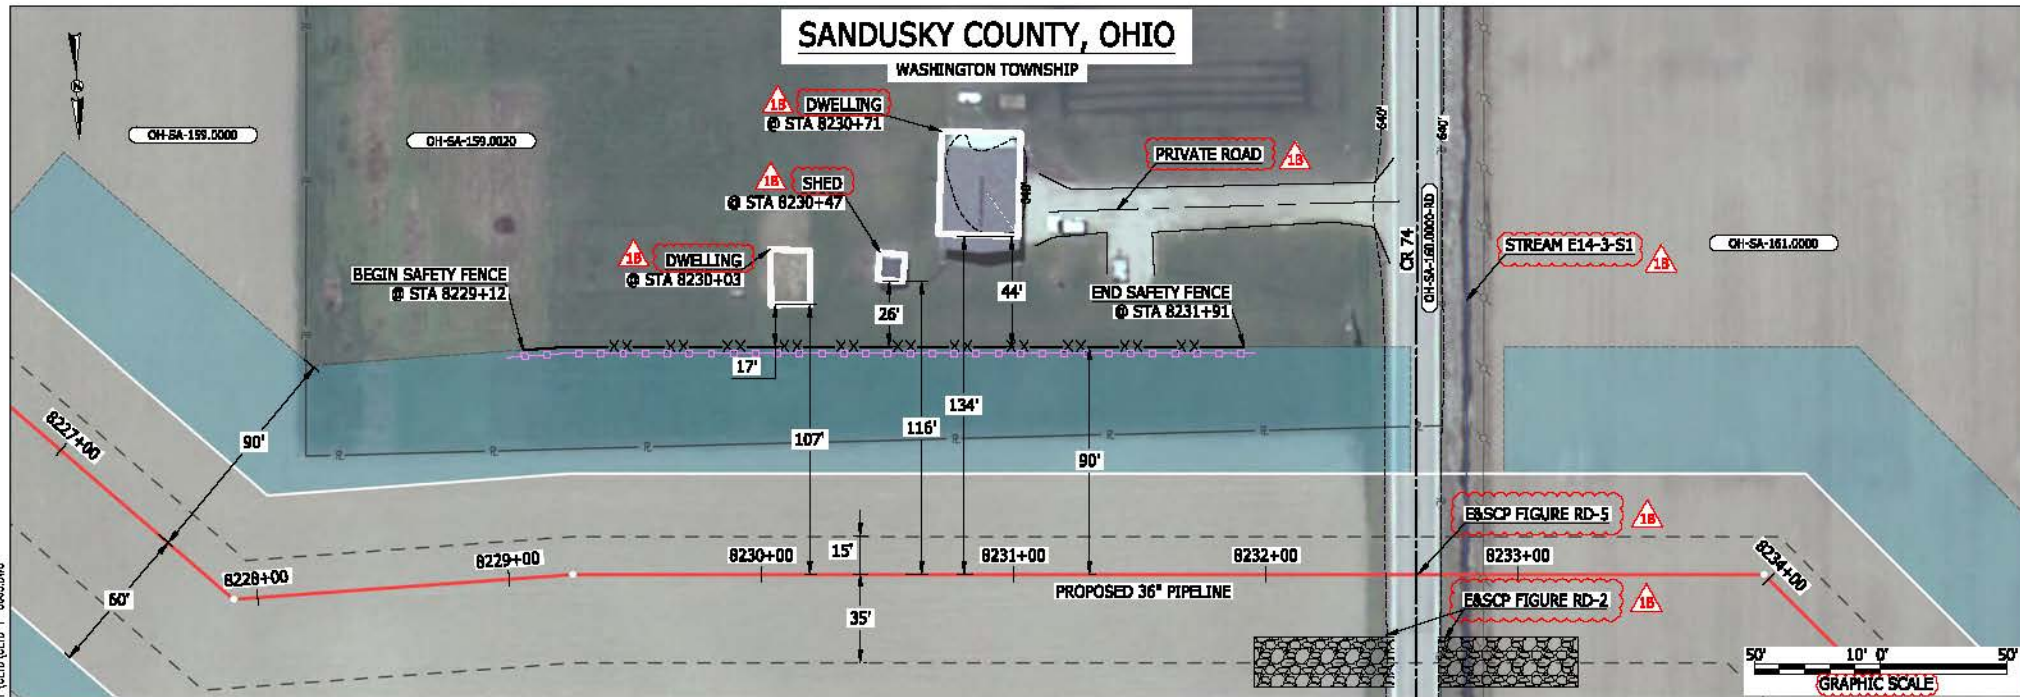 SANDUSKY COUNTY, OHIO
WASHINGTON TOWNSHIP
N
OH-SA-159.0000
OH-SA-159.0020
1B DWELLING
@ STA 8230+71
1B SHED
@ STA 8230+47
1B DWELLING
@ STA 8230+03
BEGIN SAFETY FENCE
@ STA 8229+12
PRIVATE ROAD 1B
END SAFETY FENCE
@ STA 8231+91
640'
640'
640'
CR 74
OH-SA-160.0000-RD
STREAM E14-3-S1
1B
OH-SA-161.0000
44'
26'
17'
134'
116'
107'
90'
90'
60'
15'
35'
8227+00
8228+00
8229+00
8230+00
8231+00
8232+00
8233+00
8234+00
PROPOSED 36" PIPELINE
E&SCP FIGURE RD-5 1B
E&SCP FIGURE RD-2 1B
50' 10' 0' 50'
GRAPHIC SCALE